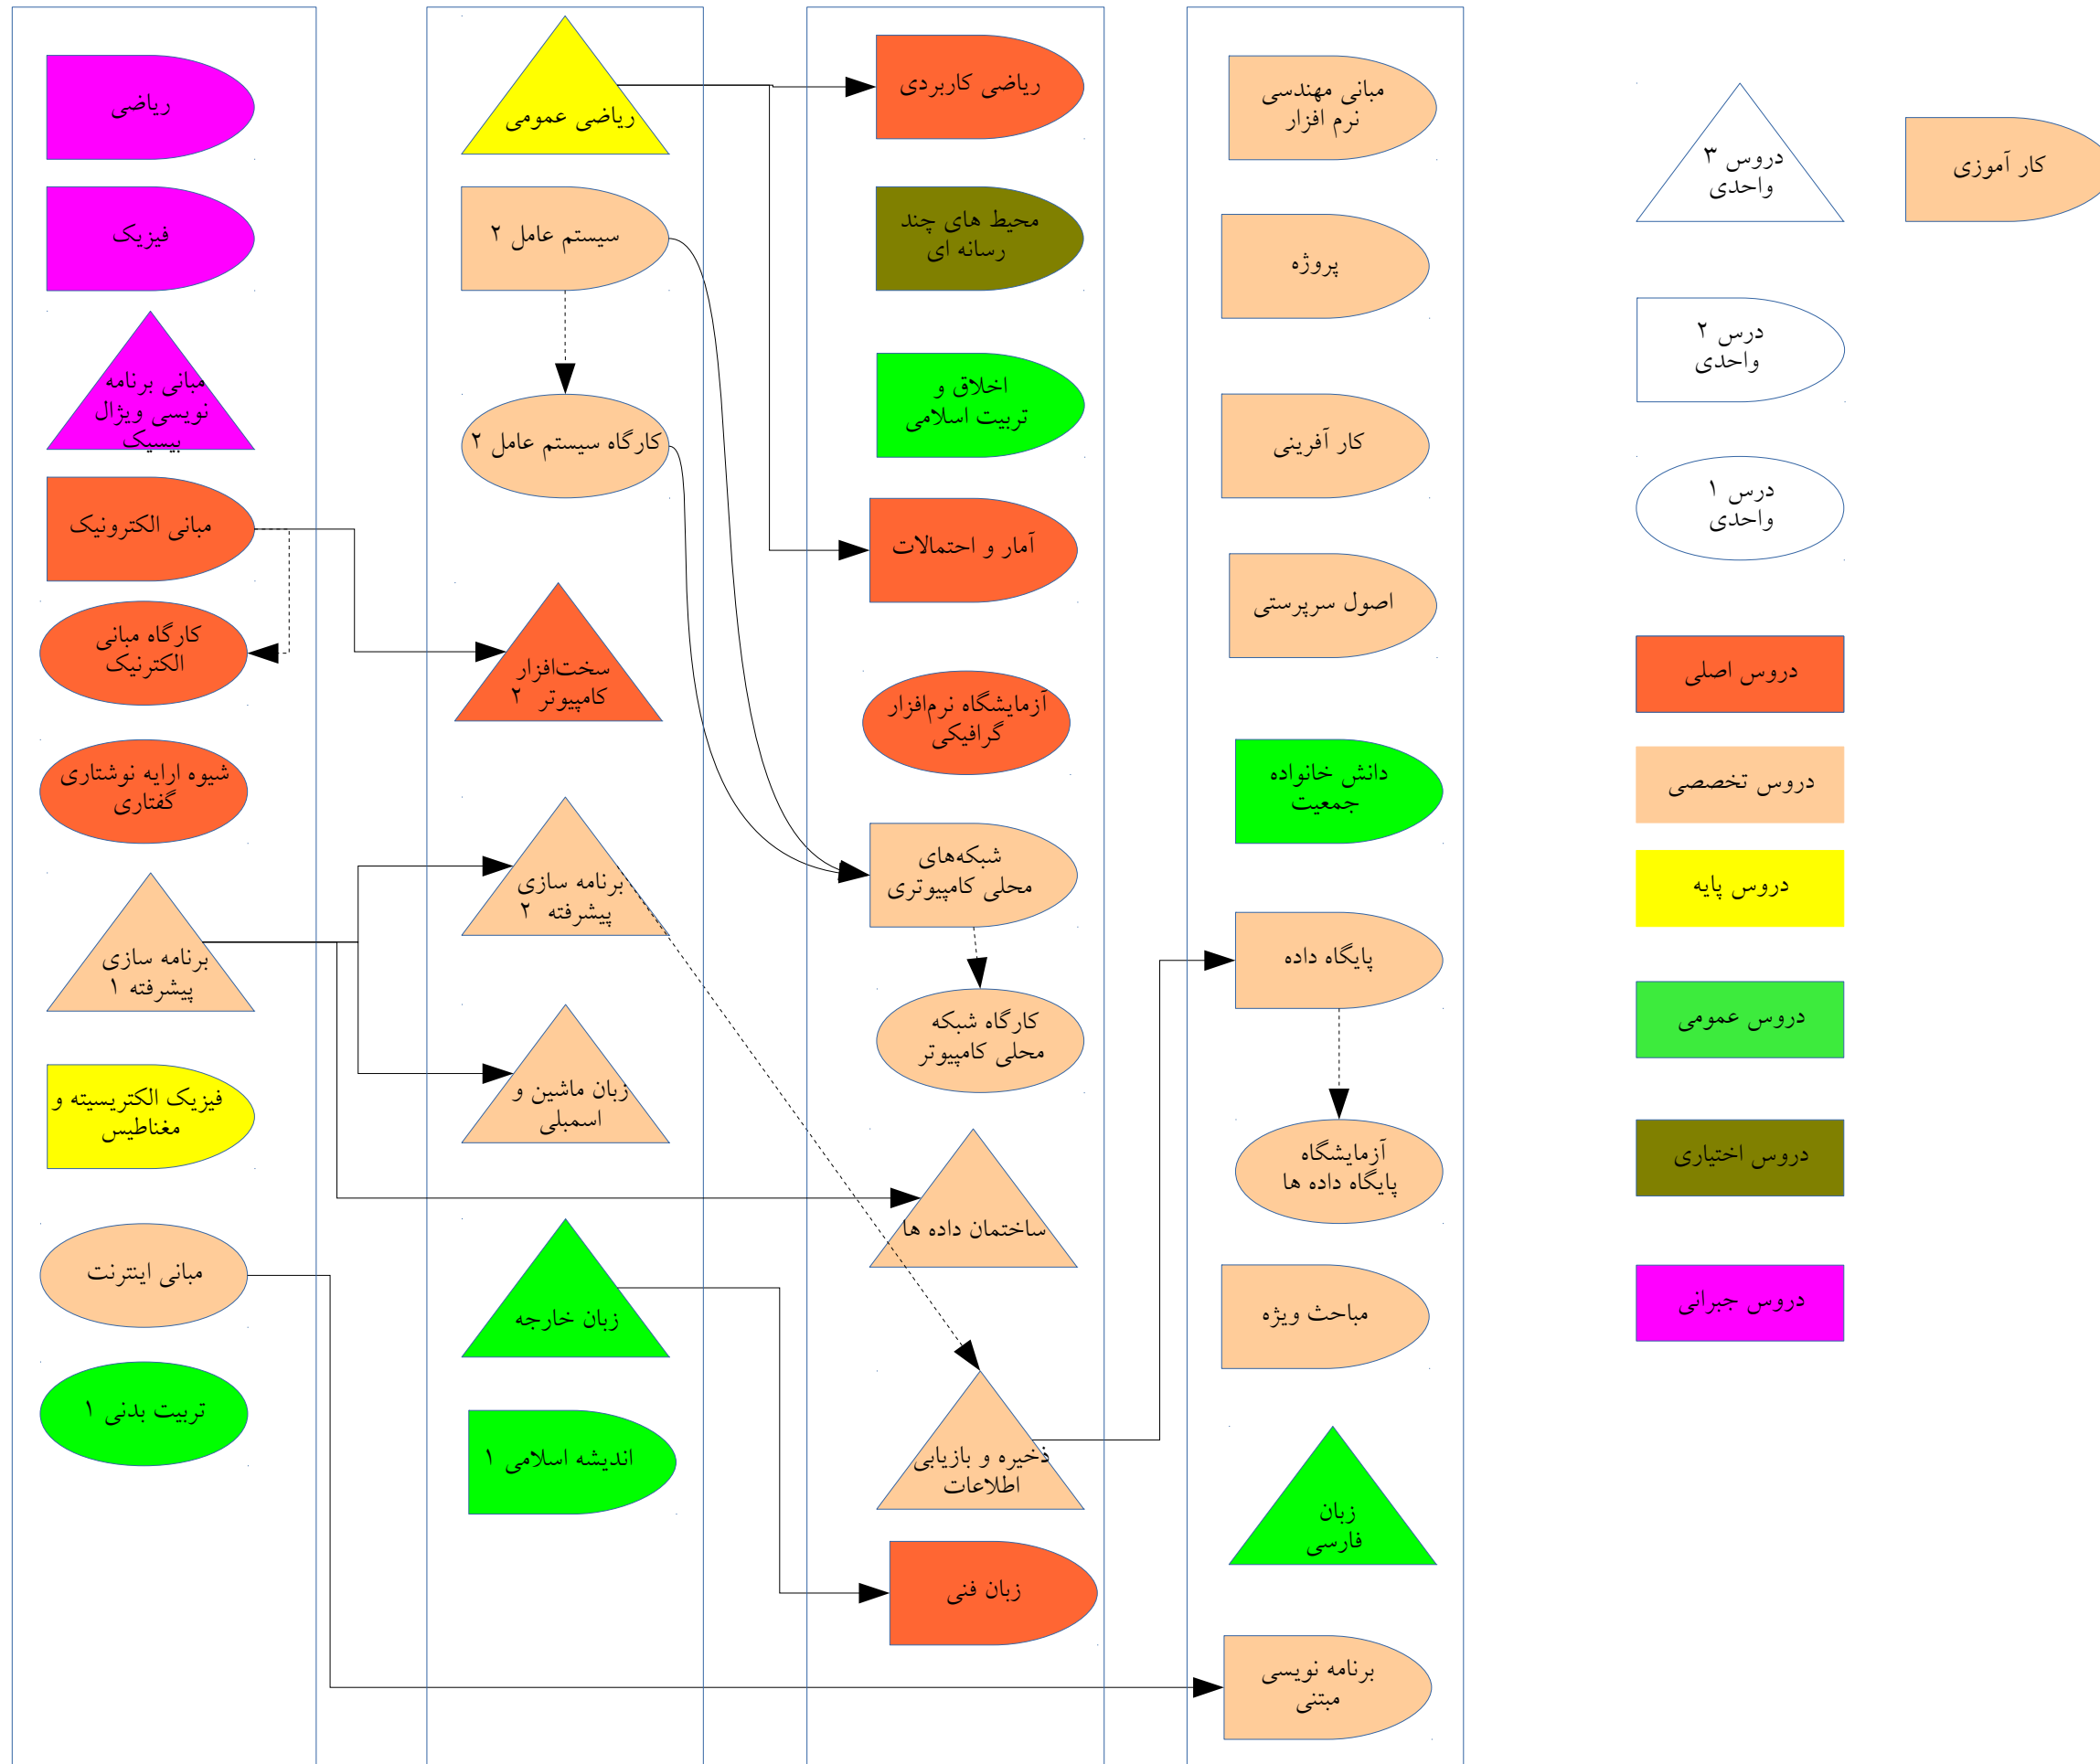 ریاضی
فیزیک
مبانی برنامه
نویسی ویژال
بیسیک
مبانی الکترونیک
کارگاه مبانی
الکترنیک
شیوه ارایه نوشتاری
گفتاری
برنامه سازی
پیشرفته ۱
فیزیک الکتریسیته و
مغناطیس
مبانی اینترنت
تربیت بدنی ۱
ریاضی عمومی
سیستم عامل ۲
کارگاه سیستم عامل ۲
سخت‌افزار
کامپیوتر ۲
برنامه سازی
پیشرفته ۲
زبان ماشین و
اسمبلی
زبان خارجه
اندیشه اسلامی ۱
ریاضی کاربردی
محیط های چند
رسانه ای
اخلاق و
تربیت اسلامی
آمار و احتمالات
آزمایشگاه نرم‌افزار
گرافیکی
شبکه‌های
محلی کامپیوتری
کارگاه شبکه
محلی کامپیوتر
ساختمان داده ها
ذخیره و بازیابی
اطلاعات
زبان فنی
مبانی مهندسی
نرم افزار
پروژه
کار آفرینی
اصول سرپرستی
دانش خانواده
جمعیت
پایگاه داده
آزمایشگاه
پایگاه داده ها
مباحث ویژه
زبان
فارسی
برنامه نویسی
مبتنی
دروس ۳
واحدی
درس ۲
واحدی
درس ۱
واحدی
دروس اصلی
دروس تخصصی
دروس پایه
دروس عمومی
دروس اختیاری
دروس جبرانی
کار آموزی